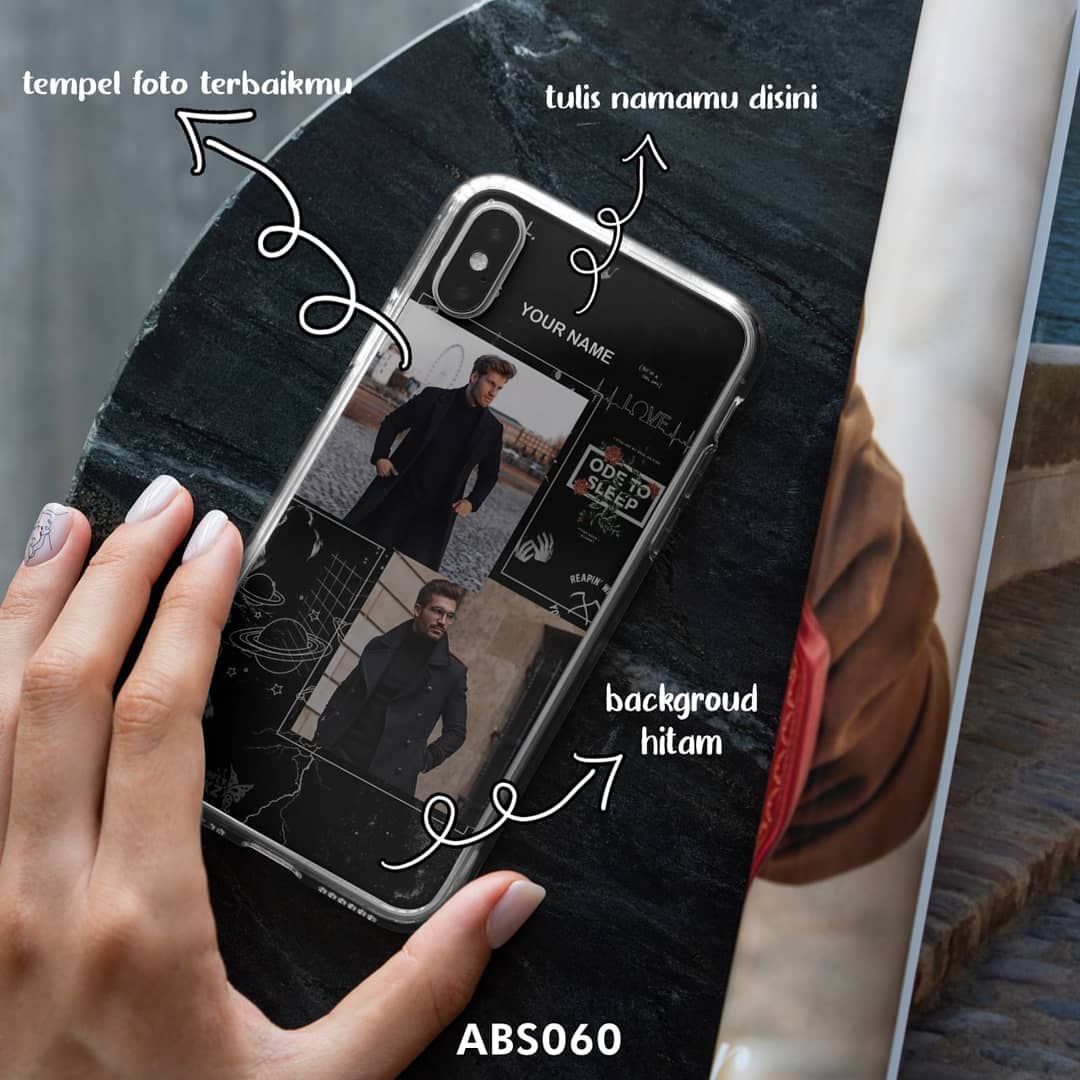 tempel foto terbaikmu
tulis namamu disini
YOUR NAME
LOVE
ODE TO
SLEEP
REAPIN'
backgroud
hitam
ABS060